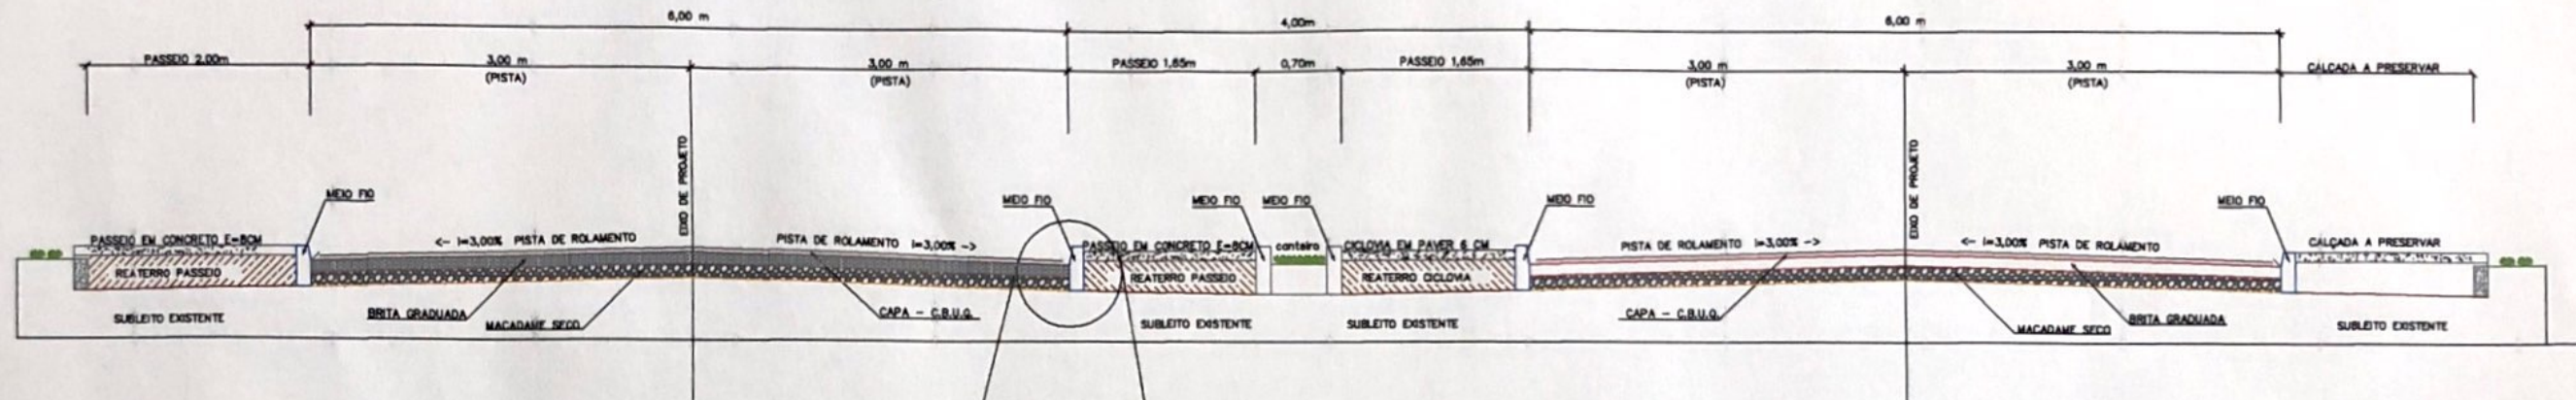 6,00 m
4,00m
6,00 m
PASSEIO 2.00m
3,00 m
(PISTA)
3,00 m
(PISTA)
PASSEIO 1,65m
0,70m
PASSEIO 1,65m
3,00 m
(PISTA)
3,00 m
(PISTA)
CALÇADA A PRESERVAR
EIXO DE PROJETO
EIXO DE PROJETO
MEIO FIO
MEIO FIO
MEIO FIO
MEIO FIO
MEIO FIO
MEIO FIO
PASSEIO EM CONCRETO E=8CM
<- I=3,00% PISTA DE ROLAMENTO
PISTA DE ROLAMENTO I=3,00% ->
PASSEIO EM CONCRETO E=8CM
canteiro
CICLOVIA EM PAVER 6 CM
PISTA DE ROLAMENTO I=3,00% ->
<- I=3,00% PISTA DE ROLAMENTO
CALÇADA A PRESERVAR
REATERRO PASSEIO
REATERRO PASSEIO
REATERRO CICLOVIA
SUBLEITO EXISTENTE
BRITA GRADUADA
MACADAME SECO
CAPA - C.B.U.Q.
SUBLEITO EXISTENTE
SUBLEITO EXISTENTE
CAPA - C.B.U.Q.
MACADAME SECO
BRITA GRADUADA
SUBLEITO EXISTENTE